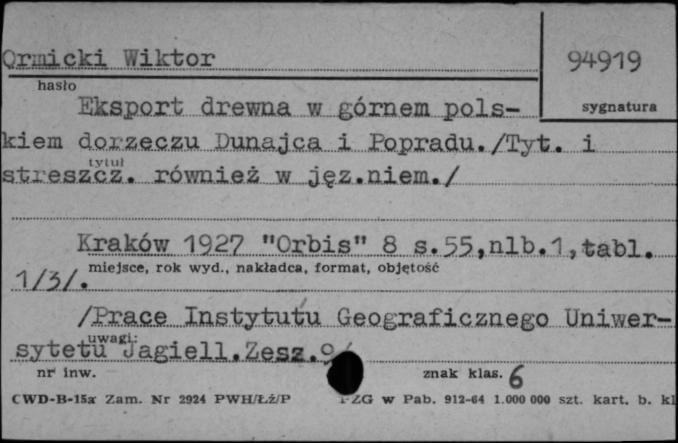 Ormicki Wiktor
94919
hasło
sygnatura
Eksport drewna w górnem pols-
kiem dorzeczu Dunajca i Popradu./Tyt. i
tytuł
streszcz. również w jęz.niem./
Kraków 1927 "Orbis" 8 s.55,nlb.1,tabl.
miejsce, rok wyd., nakładca, format, objętość
1/3/.
/Prace Instytutu Geograficznego Uniwer-
uwagi:
sytetu Jagiell.Zesz.9/
nr inw.
znak klas. 6
CWD-B-15a Zam. Nr 2924 PWH/Łż/P
PZG w Pab. 912-64 1.000 000 szt. kart. b. kl